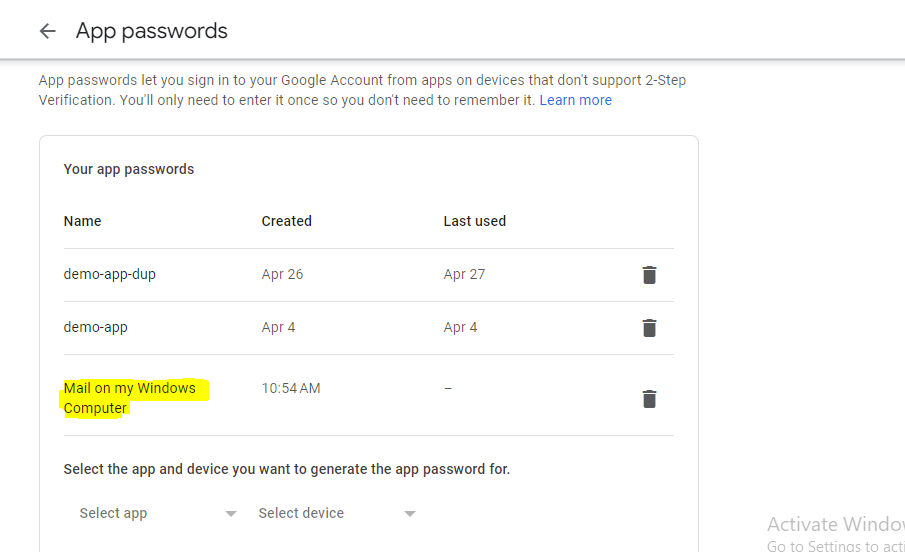 App passwords
App passwords let you sign in to your Google Account from apps on devices that don't support 2-Step
Verification. You'll only need to enter it once so you don't need to remember it. Learn more
Your app passwords
Name Created Last used
demo-app-dup Apr 26 Apr 27
demo-app Apr 4 Apr 4
Mail on my Windows 10:54 AM –
Computer
Select the app and device you want to generate the app password for.
Select app Select device
Activate Windo
Go to Settings to acti